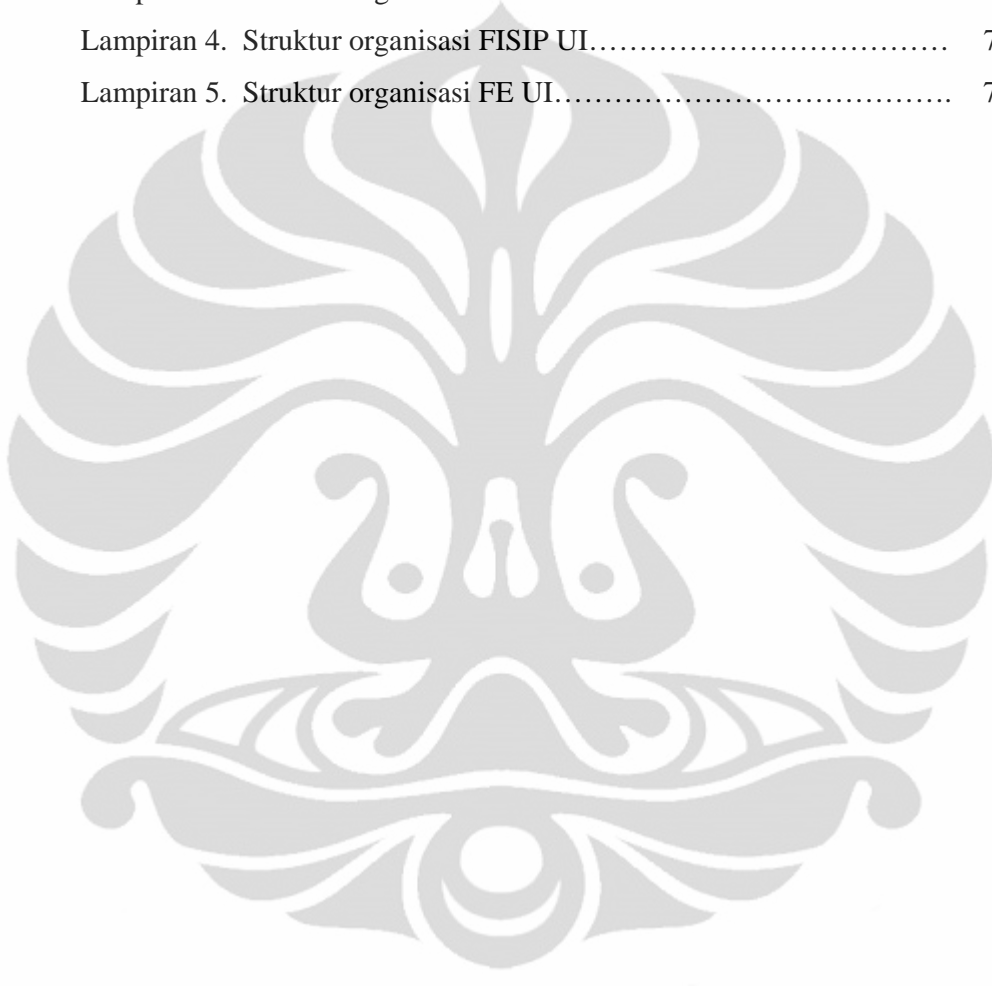 Lampiran 4. Struktur organisasi FISIP UI……………………………… 7
Lampiran 5. Struktur organisasi FE UI…………………………………. 7